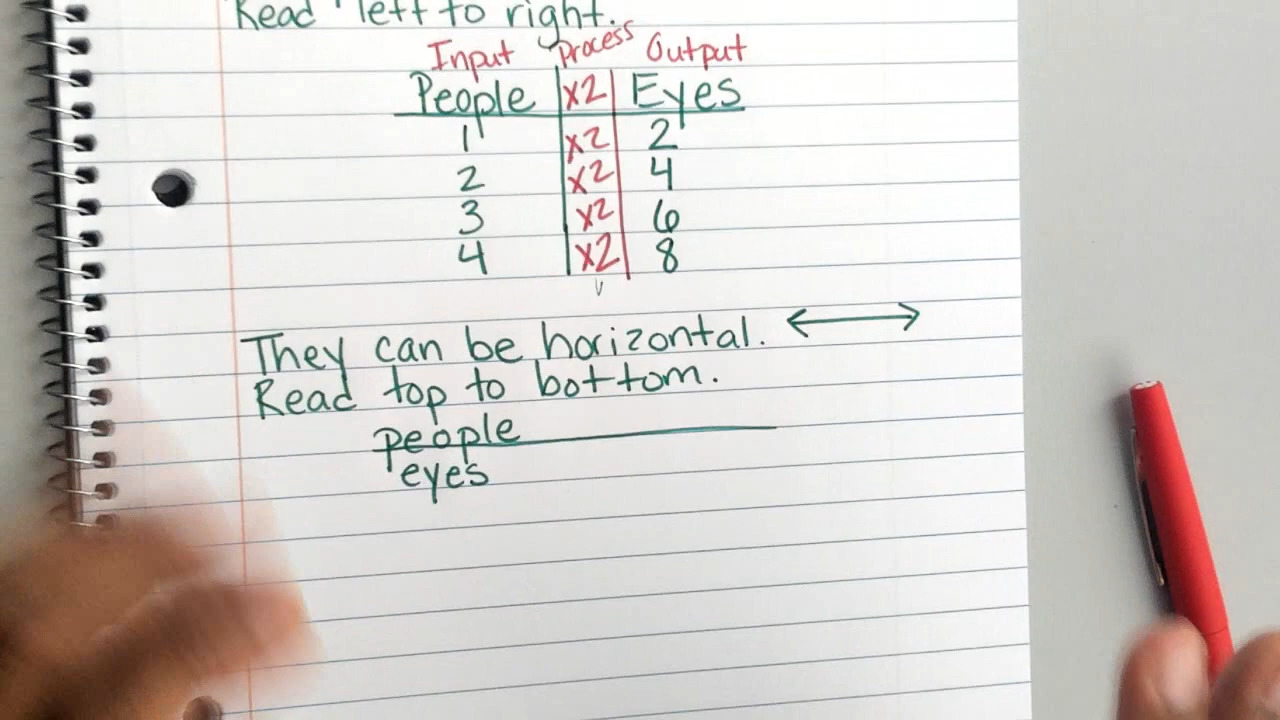 Read left to right.
Input Process Output
People x2 Eyes
1 x2 2
2 x2 4
3 x2 6
4 x2 8
They can be horizontal.
Read top to bottom.
people
eyes